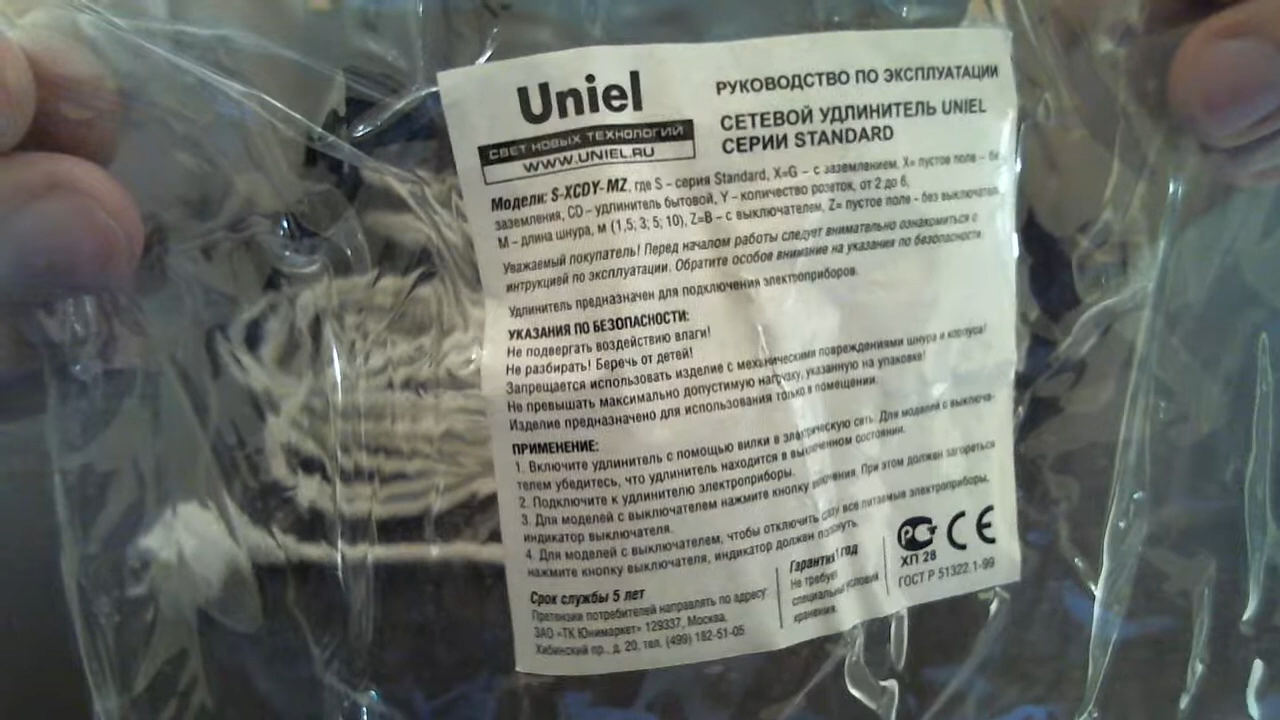 Uniel
СВЕТ НОВЫХ ТЕХНОЛОГИЙ
WWW.UNIEL.RU
РУКОВОДСТВО ПО ЭКСПЛУАТАЦИИ
СЕТЕВОЙ УДЛИНИТЕЛЬ UNIEL
СЕРИИ STANDARD
Модели: S-XCDY-MZ, где S – серия Standard, X=G – с заземлением, X= пустое поле – бе
заземления, CD – удлинитель бытовой, Y – количество розеток, от 2 до 6,
M – длина шнура, м (1,5; 3; 5; 10), Z=B – с выключателем, Z= пустое поле - без выключателя
Уважаемый покупатель! Перед началом работы следует внимательно ознакомиться с
интрукцией по эксплуатации. Обратите особое внимание на указания по безопасности.
Удлинитель предназначен для подключения электроприборов.
УКАЗАНИЯ ПО БЕЗОПАСНОСТИ:
Не подвергать воздействию влаги!
Не разбирать! Беречь от детей!
Запрещается использовать изделие с механическими повреждениями шнура и корпуса!
Не превышать максимально допустимую нагрузку, указанную на упаковке!
Изделие предназначено для использования только в помещении.
ПРИМЕНЕНИЕ:
1. Включите удлинитель с помощью вилки в электрическую сеть. Для моделей с выключа-
телем убедитесь, что удлинитель находится в выключенном состоянии.
2. Подключите к удлинителю электроприборы.
3. Для моделей с выключателем нажмите кнопку включения. При этом должен загореться
индикатор выключателя.
4. Для моделей с выключателем, чтобы отключить сразу все питаемые электроприборы,
нажмите кнопку выключателя, индикатор должен погаснуть.
Срок службы 5 лет
Претензии потребителей направлять по адресу:
ЗАО «ТК Юнимаркет» 129337, Москва,
Хибинский пр., д. 20, тел. (499) 182-51-05
Гарантия 1 год
Не требует
специальных условий
хранения.
РСТ CE
ХП 28
ГОСТ Р 51322.1-99